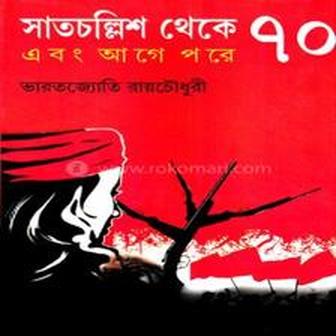 সাতচল্লিশ থেকে ৭০
এবং আগে পরে
ভারতজ্যোতি রায়চৌধুরী
www.rokomari.com